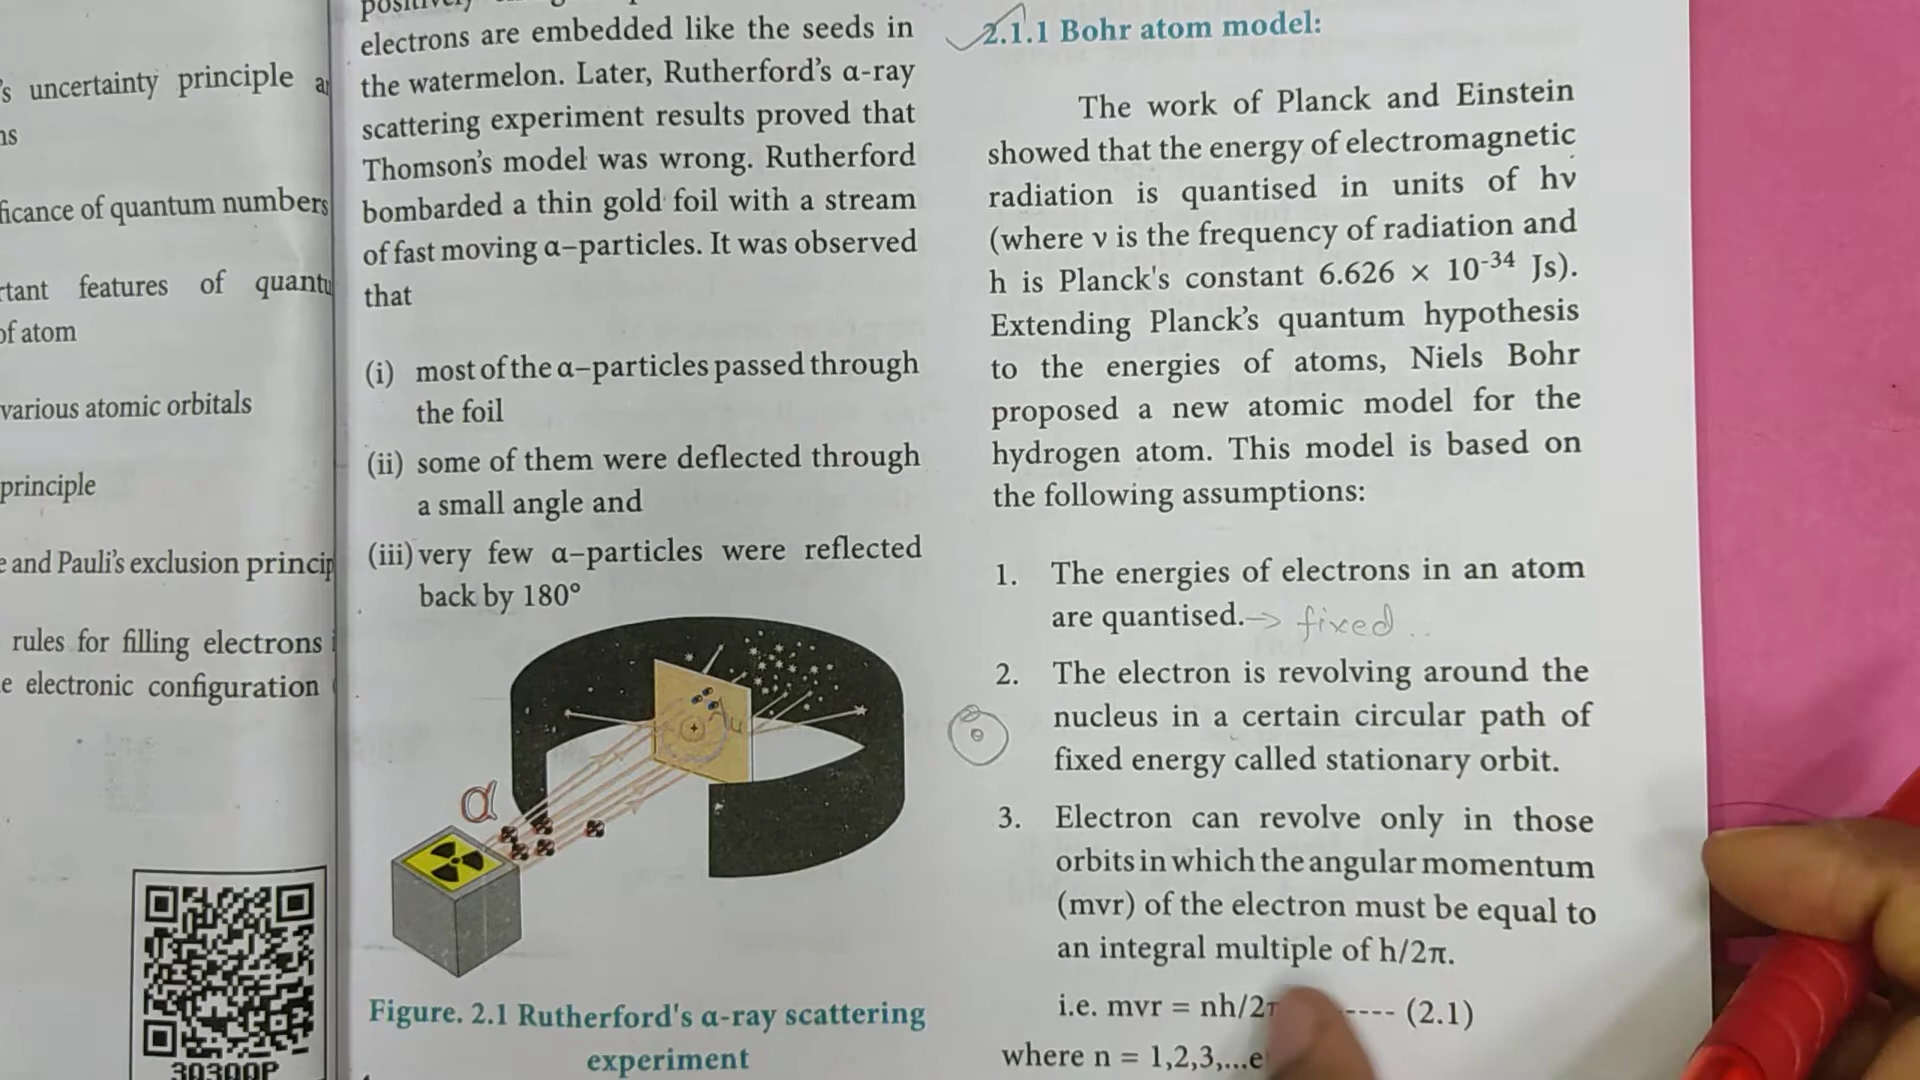 's uncertainty principle
ficance of quantum numbers
features of
of atom
various atomic orbitals
principle
and Pauli's exclusion
rules for filling electrons
electronic configuration
30300P
electrons are embedded like the seeds in
the watermelon. Later, Rutherford's α-ray
scattering experiment results proved that
Thomson's model was wrong. Rutherford
bombarded a thin gold foil with a stream
of fast moving α–particles. It was observed
that
(i) most of the α–particles passed through
the foil
(ii) some of them were deflected through
a small angle and
(iii) very few α–particles were reflected
back by 180°
α
+
Figure. 2.1 Rutherford's α-ray scattering
experiment
2.1.1 Bohr atom model:
The work of Planck and Einstein
showed that the energy of electromagnetic
radiation is quantised in units of hν
(where ν is the frequency of radiation and
h is Planck's constant 6.626 × 10⁻³⁴ Js).
Extending Planck's quantum hypothesis
to the energies of atoms, Niels Bohr
proposed a new atomic model for the
hydrogen atom. This model is based on
the following assumptions:
1. The energies of electrons in an atom
are quantised.→ fixed..
2. The electron is revolving around the
nucleus in a certain circular path of
fixed energy called stationary orbit.
3. Electron can revolve only in those
orbits in which the angular momentum
(mvr) of the electron must be equal to
an integral multiple of h/2π.
i.e. mvr = nh/2π ---- (2.1)
where n = 1,2,3,...